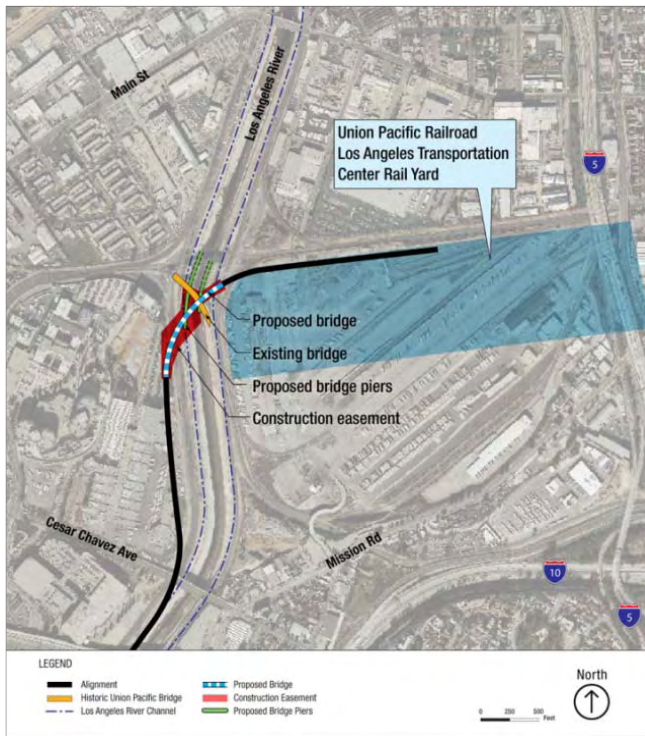 Main St
Los Angeles River
Union Pacific Railroad
Los Angeles Transportation
Center Rail Yard
5
Proposed bridge
Existing bridge
Proposed bridge piers
Construction easement
Cesar Chavez Ave
Mission Rd
10
5
LEGEND
Alignment
Historic Union Pacific Bridge
Los Angeles River Channel
Proposed Bridge
Construction Easement
Proposed Bridge Piers
0 250 500
Feet
North